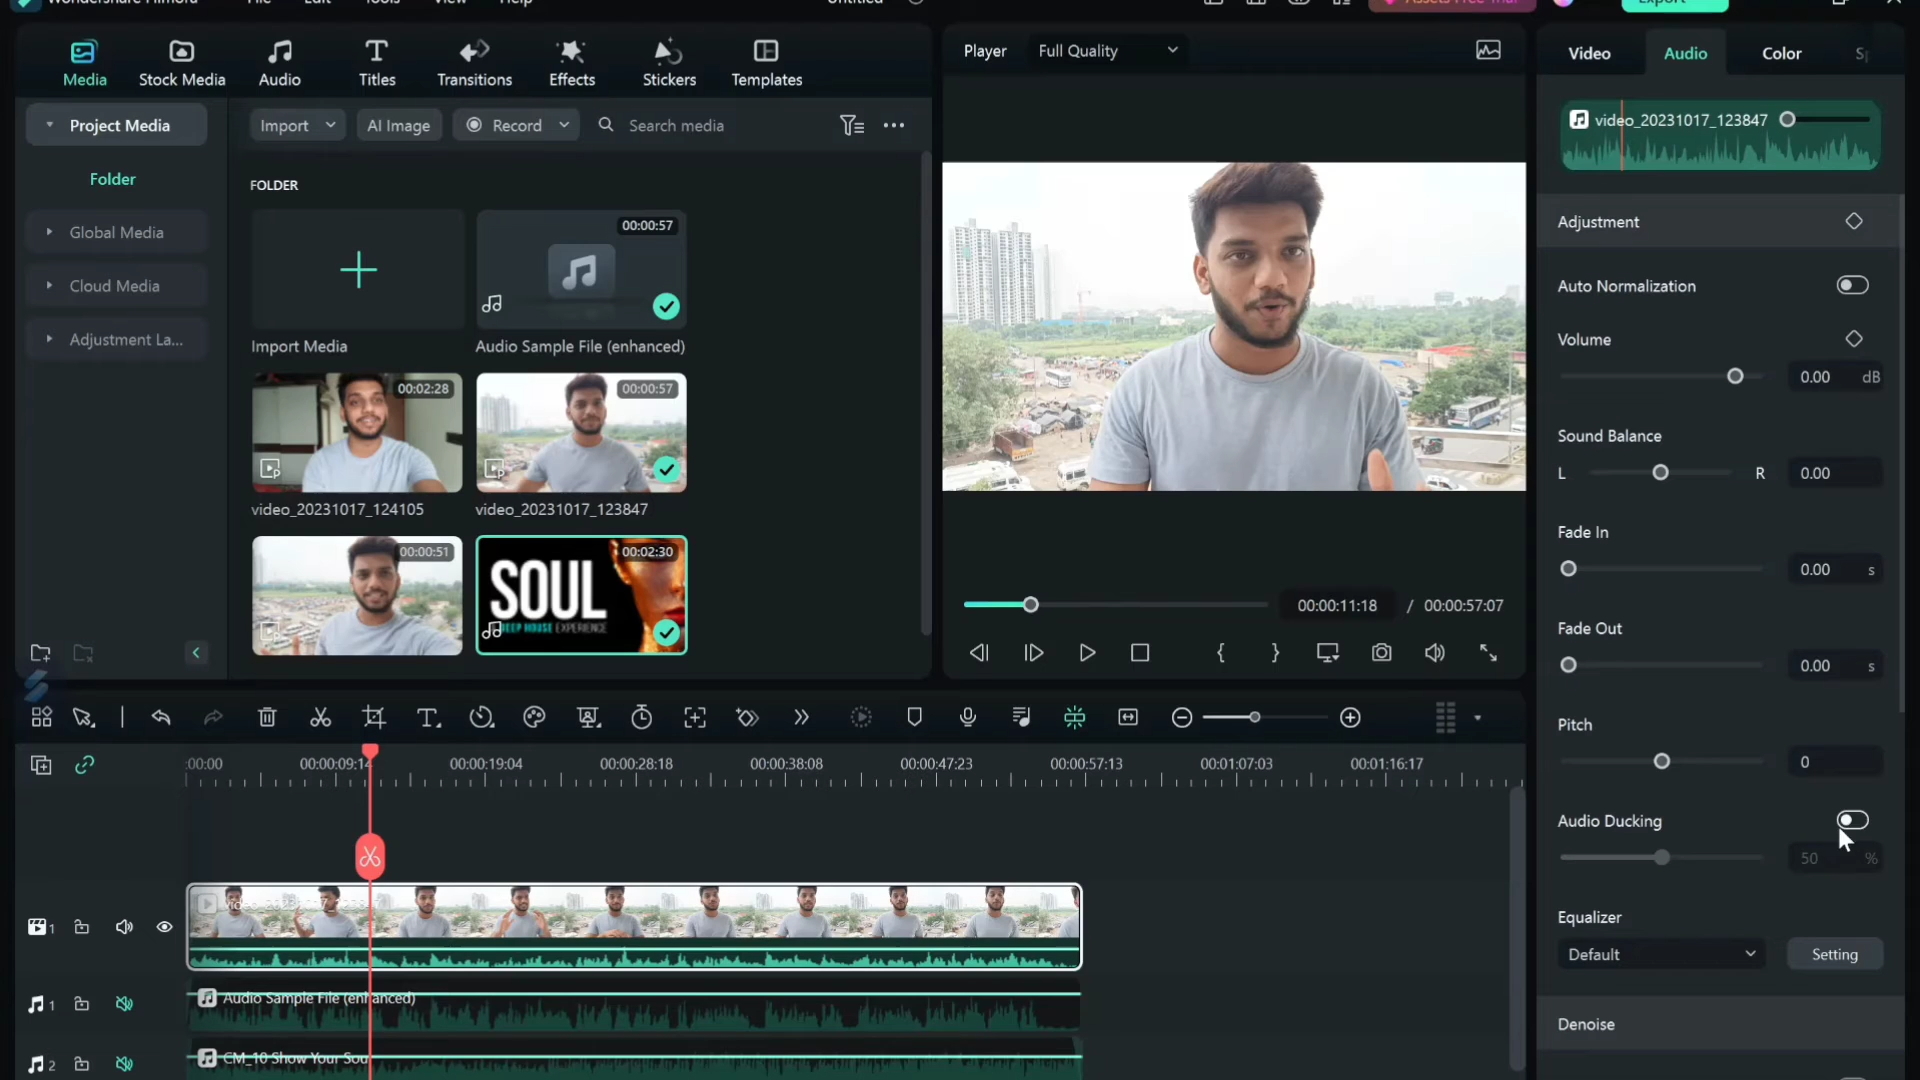 Wondershare Filmora File Edit Tools View Help Untitled Assets Free Trial Export
Media Stock Media Audio Titles Transitions Effects Stickers Templates
Player Full Quality
Video Audio Color Sp
Project Media
Import AI Image Record Search media
Folder
Global Media
Cloud Media
Adjustment La...
FOLDER
00:00:57
Import Media
Audio Sample File (enhanced)
00:02:28
00:00:57
video_20231017_124105
video_20231017_123847
00:00:51
00:02:30
SOUL
DEEP HOUSE EXPERIENCE
00:00:11:18 / 00:00:57:07
video_20231017_123847
Adjustment
Auto Normalization
Volume
0.00 dB
Sound Balance
L R 0.00
Fade In
0.00 s
Fade Out
0.00 s
Pitch
0
Audio Ducking
50 %
Equalizer
Default Setting
Denoise
:00:00 00:00:09:14 00:00:19:04 00:00:28:18 00:00:38:08 00:00:47:23 00:00:57:13 00:01:07:03 00:01:16:17
1
1 Audio Sample File (enhanced)
2 CM_10 Show Your Sou